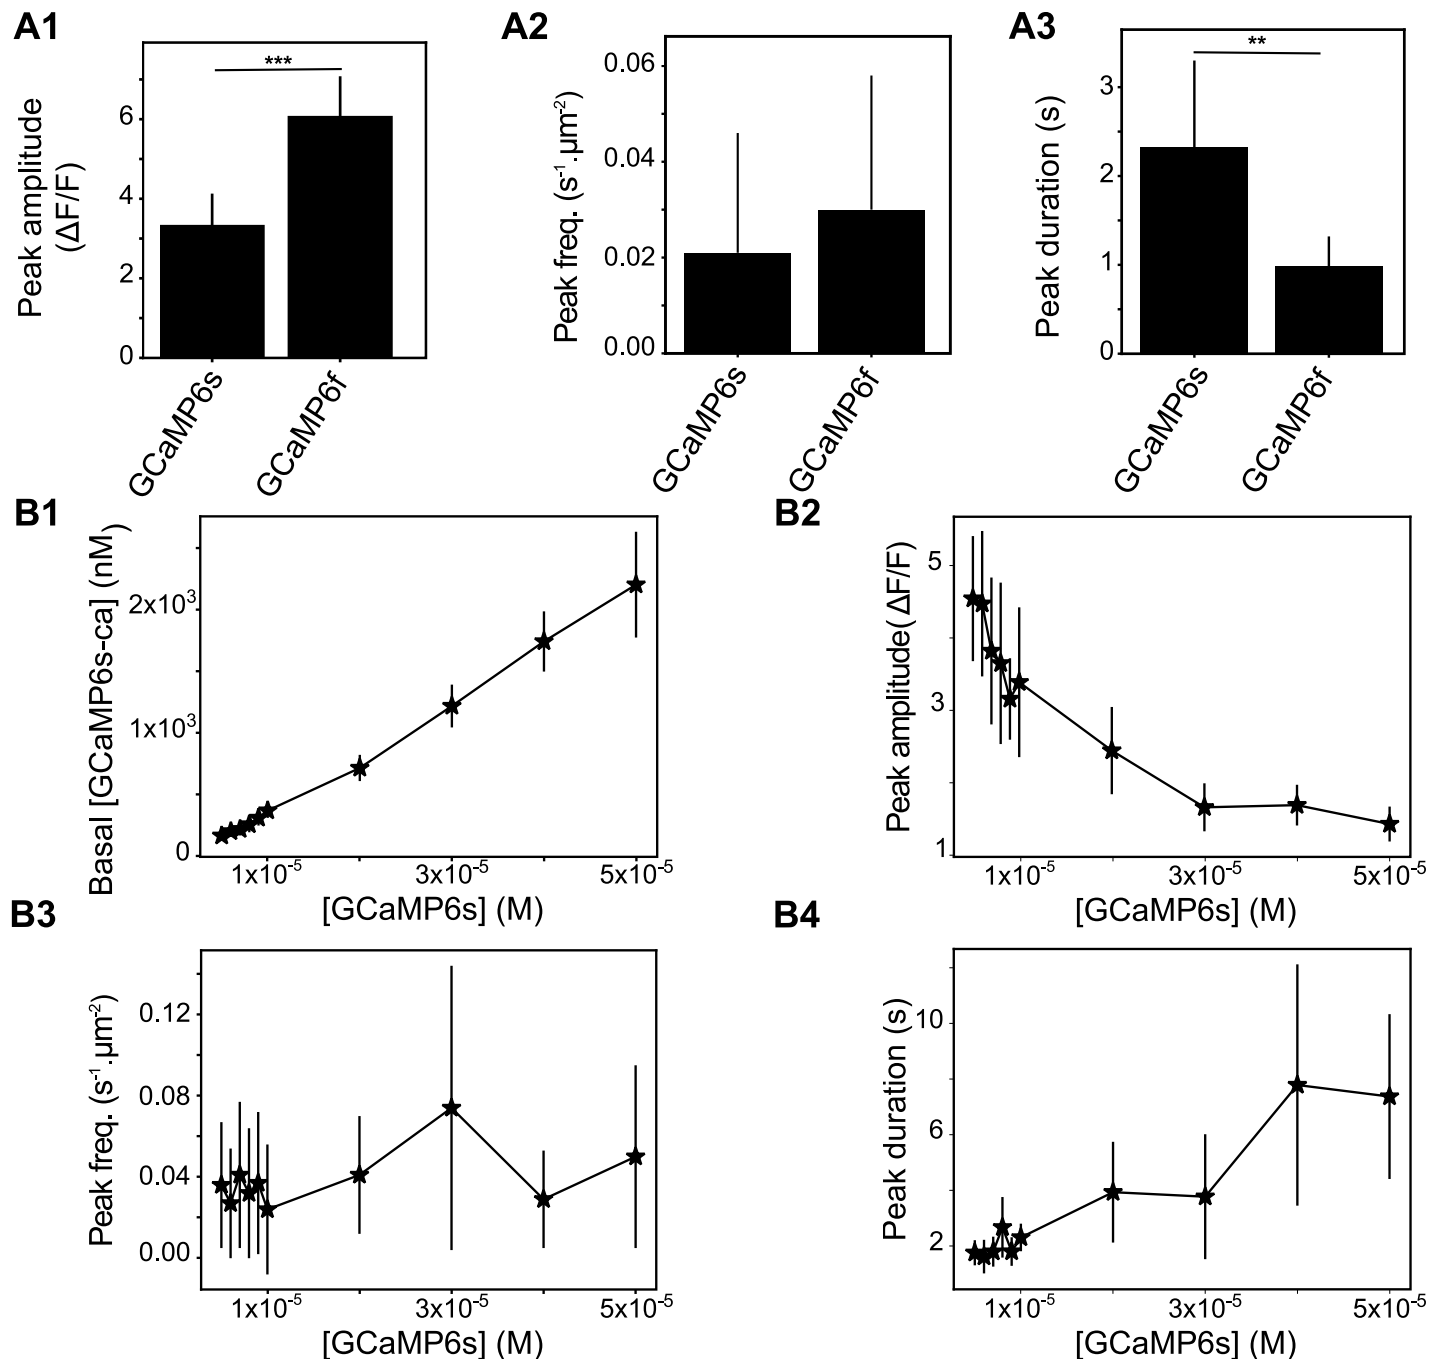 A1
Peak amplitude
(ΔF/F)
6
4
2
0
***
GCaMP6s
GCaMP6f
A2
Peak freq. (s⁻¹.µm⁻²)
0.06
0.04
0.02
0.00
GCaMP6s
GCaMP6f
A3
Peak duration (s)
3
2
1
0
**
GCaMP6s
GCaMP6f
B1
Basal [GCaMP6s-ca] (nM)
2x10³
1x10³
0
1x10⁻⁵ 3x10⁻⁵ 5x10⁻⁵
[GCaMP6s] (M)
B2
Peak amplitude(ΔF/F)
5
3
1
1x10⁻⁵ 3x10⁻⁵ 5x10⁻⁵
[GCaMP6s] (M)
B3
Peak freq. (s⁻¹.µm⁻²)
0.12
0.08
0.04
0.00
1x10⁻⁵ 3x10⁻⁵ 5x10⁻⁵
[GCaMP6s] (M)
B4
Peak duration (s)
10
6
2
1x10⁻⁵ 3x10⁻⁵ 5x10⁻⁵
[GCaMP6s] (M)